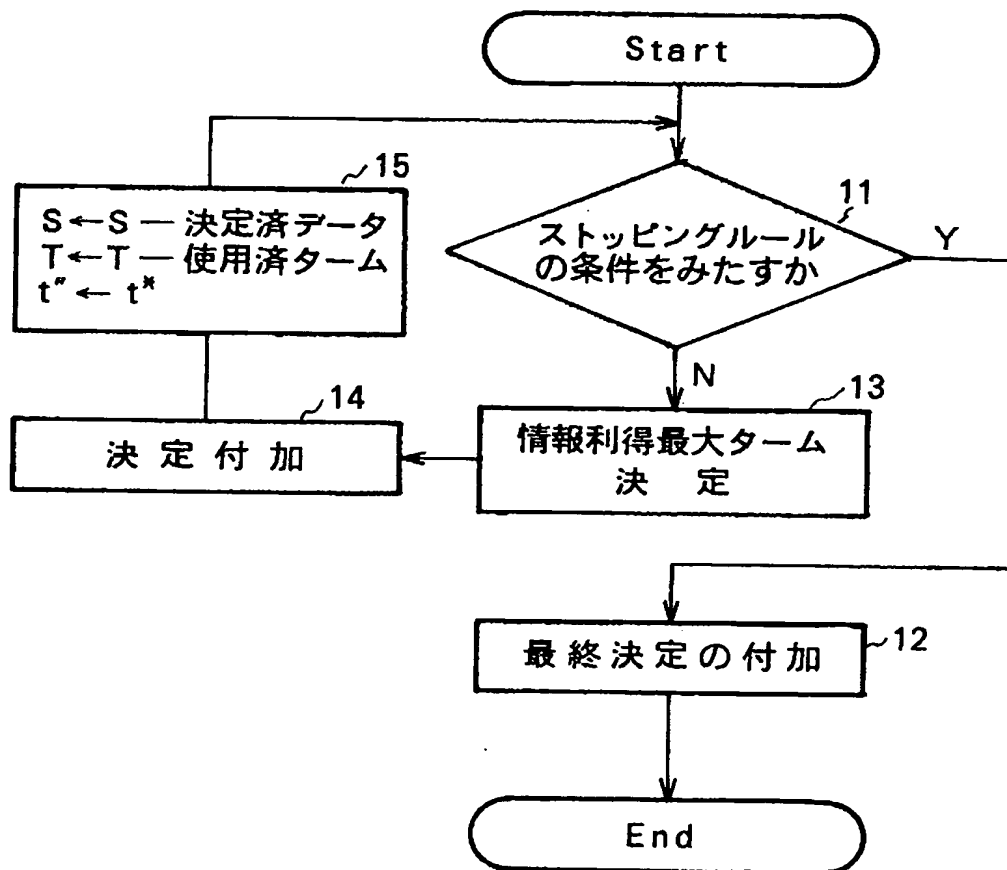 Start
15
S←S — 決定済データ
T←T — 使用済ターム
t″ ← t*
11
ストッピングルール
の条件をみたすか
Y
N
14
決定付加
13
情報利得最大ターム
決 定
最終決定の付加
12
End